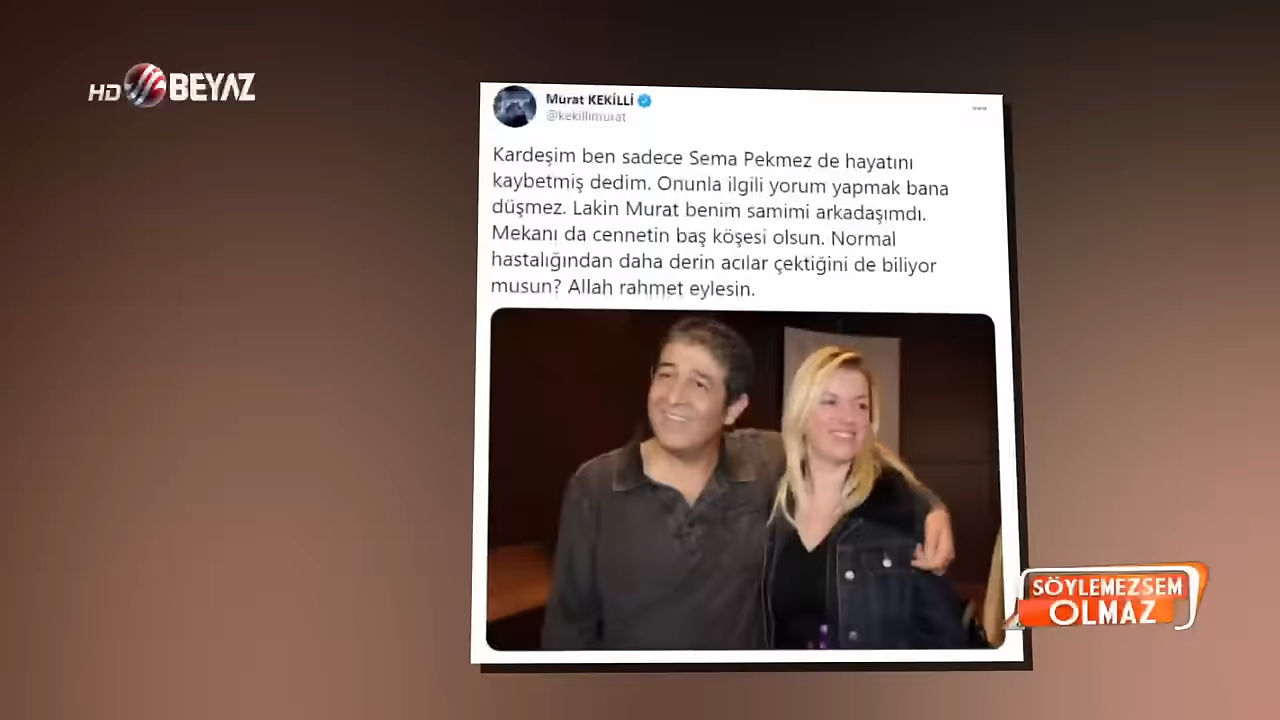 HD BEYAZ
Murat KEKİLLİ
@kekillimurat
Kardeşim ben sadece Sema Pekmez de hayatını
kaybetmiş dedim. Onunla ilgili yorum yapmak bana
düşmez. Lakin Murat benim samimi arkadaşımdı.
Mekanı da cennetin baş köşesi olsun. Normal
hastalığından daha derin acılar çektiğini de biliyor
musun? Allah rahmet eylesin.
SÖYLEMEZSEM
OLMAZ